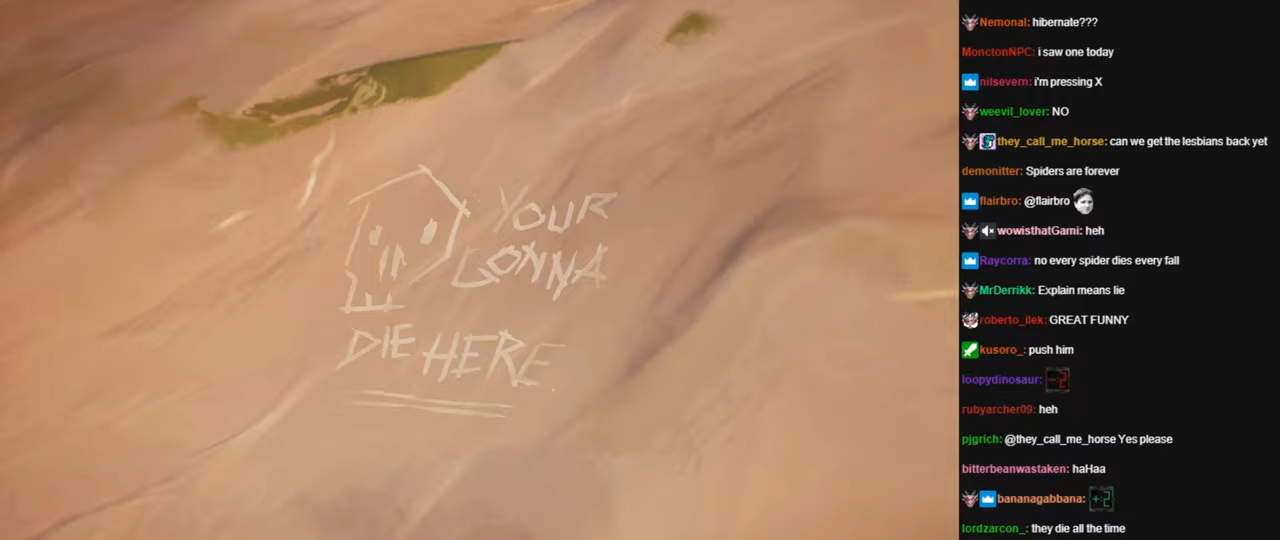 YOUR
GONNA
DIE HERE.
Nemonal: hibernate???
MonctonNPC: i saw one today
nilsevern: i'm pressing X
weevil_lover: NO
they_call_me_horse: can we get the lesbians back yet
demonitter: Spiders are forever
flairbro: @flairbro
wowisthatGami: heh
Raycorra: no every spider dies every fall
MrDerrikk: Explain means lie
roberto_ilek: GREAT FUNNY
kusoro_: push him
loopydinosaur: -2
rubyarcher09: heh
pjgrich: @they_call_me_horse Yes please
bitterbeanwastaken: haHaa
bananagabbana: +2
lordzarcon_: they die all the time